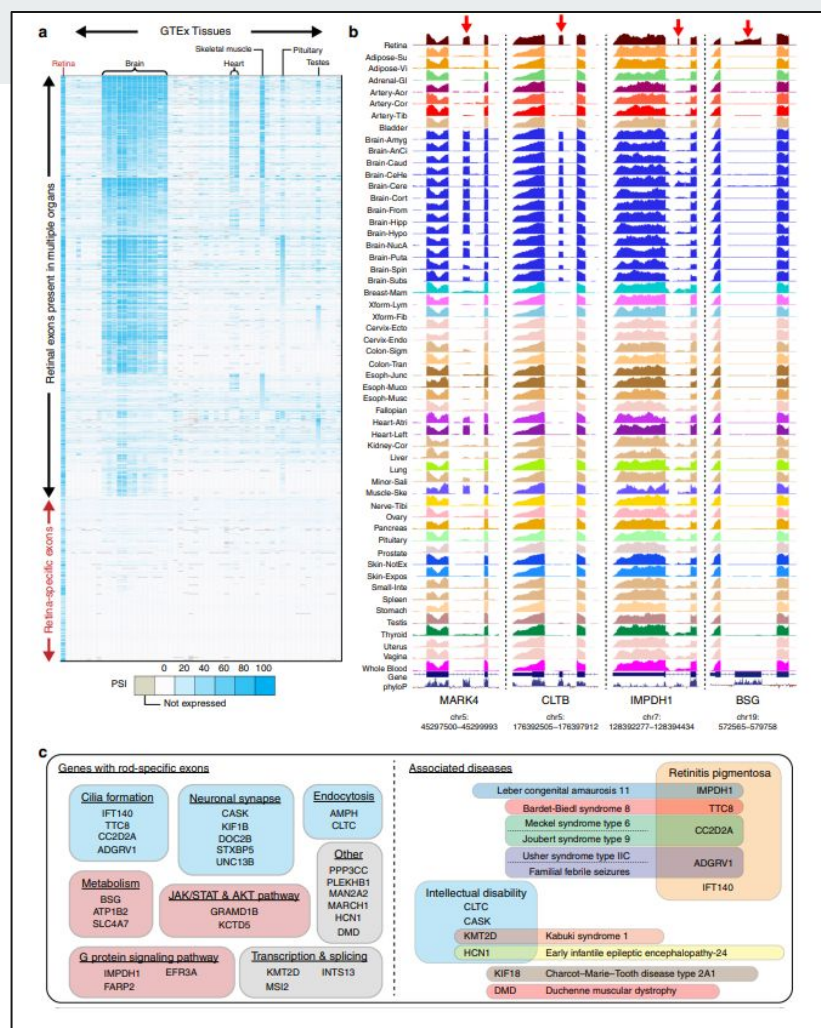 a
GTEx Tissues
Retina
Brain
Skeletal muscle
Heart
Pituitary
Testes
Retinal exons present in multiple organs
Retina-specific exons
PSI
0 20 40 60 80 100
Not expressed
b
Retina
Adipose-Su
Adipose-Vi
Adrenal-Gl
Artery-Aor
Artery-Cor
Artery-Tib
Bladder
Brain-Amyg
Brain-AnCi
Brain-Caud
Brain-CeHe
Brain-Cere
Brain-Cort
Brain-From
Brain-Hipp
Brain-Hypo
Brain-NucA
Brain-Puta
Brain-Spin
Brain-Subs
Breast-Mam
Xform-Lym
Xform-Fib
Cervix-Ecto
Cervix-Endo
Colon-Sigm
Colon-Tran
Esoph-Junc
Esoph-Muco
Esoph-Musc
Fallopian
Heart-Atri
Heart-Left
Kidney-Cor
Liver
Lung
Minor-Sali
Muscle-Ske
Nerve-Tibi
Ovary
Pancreas
Pituitary
Prostate
Skin-NotEx
Skin-Expos
Small-Inte
Spleen
Stomach
Testis
Thyroid
Uterus
Vagina
Whole Blood
Gene
phyloP
MARK4 CLTB IMPDH1 BSG
chr5: chr5: chr7: chr19:
45297500–45299993 176392505–176397912 128392277–128394434 572565–579758
c
Genes with rod-specific exons
Cilia formation
IFT140
TTC8
CC2D2A
ADGRV1
Neuronal synapse
CASK
KIF1B
DOC2B
STXBP5
UNC13B
Endocytosis
AMPH
CLTC
Metabolism
BSG
ATP1B2
SLC4A7
JAK/STAT & AKT pathway
GRAMD1B
KCTD5
Other
PPP3CC
PLEKHB1
MAN2A2
MARCH1
HCN1
DMD
G protein signaling pathway
IMPDH1 EFR3A
FARP2
Transcription & splicing
KMT2D INTS13
MSI2
Associated diseases
Retinitis pigmentosa
Leber congenital amaurosis 11 IMPDH1
Bardet-Biedl syndrome 8 TTC8
Meckel syndrome type 6
CC2D2A
Joubert syndrome type 9
Usher syndrome type IIC
ADGRV1
Familial febrile seizures
IFT140
Intellectual disability
CLTC
CASK
KMT2D Kabuki syndrome 1
HCN1 Early infantile epileptic encephalopathy-24
KIF18 Charcot–Marie–Tooth disease type 2A1
DMD Duchenne muscular dystrophy